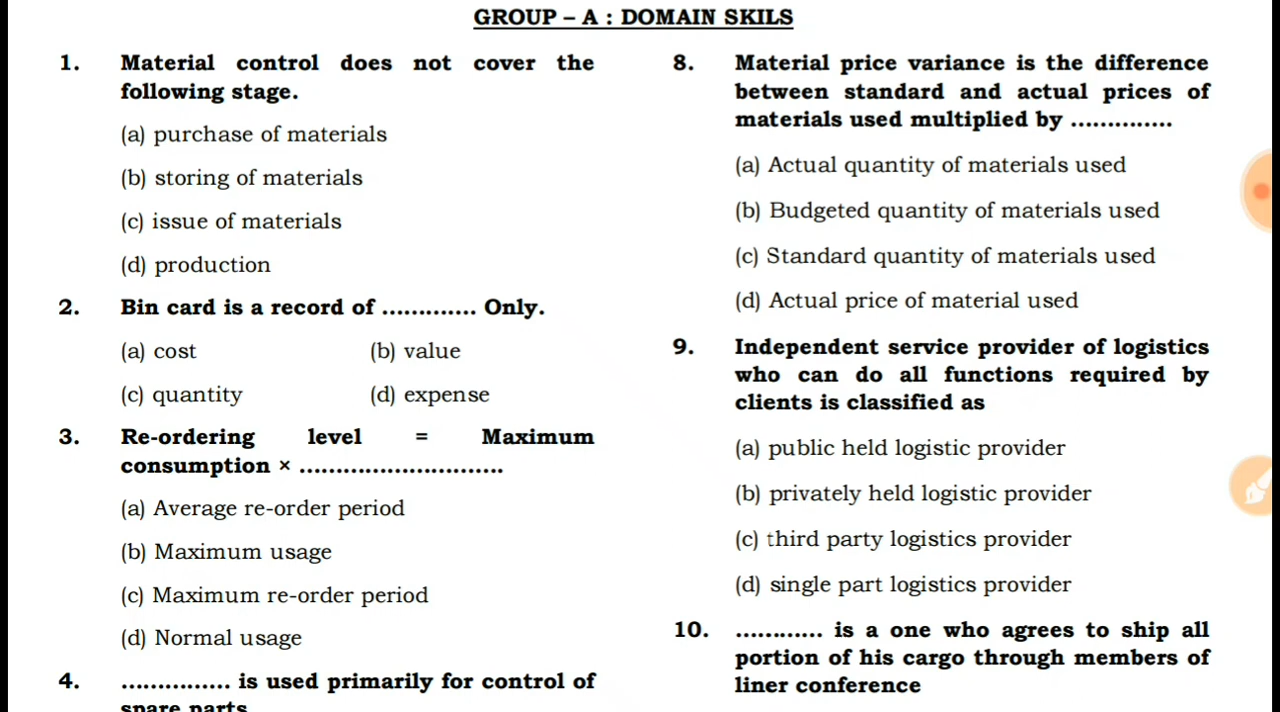 GROUP – A : DOMAIN SKILS
1. Material control does not cover the
following stage.
(a) purchase of materials
(b) storing of materials
(c) issue of materials
(d) production
2. Bin card is a record of ............. Only.
(a) cost (b) value
(c) quantity (d) expense
3. Re-ordering level = Maximum
consumption × ............................
(a) Average re-order period
(b) Maximum usage
(c) Maximum re-order period
(d) Normal usage
4. ............... is used primarily for control of
spare parts
8. Material price variance is the difference
between standard and actual prices of
materials used multiplied by ..............
(a) Actual quantity of materials used
(b) Budgeted quantity of materials used
(c) Standard quantity of materials used
(d) Actual price of material used
9. Independent service provider of logistics
who can do all functions required by
clients is classified as
(a) public held logistic provider
(b) privately held logistic provider
(c) third party logistics provider
(d) single part logistics provider
10. ............ is a one who agrees to ship all
portion of his cargo through members of
liner conference